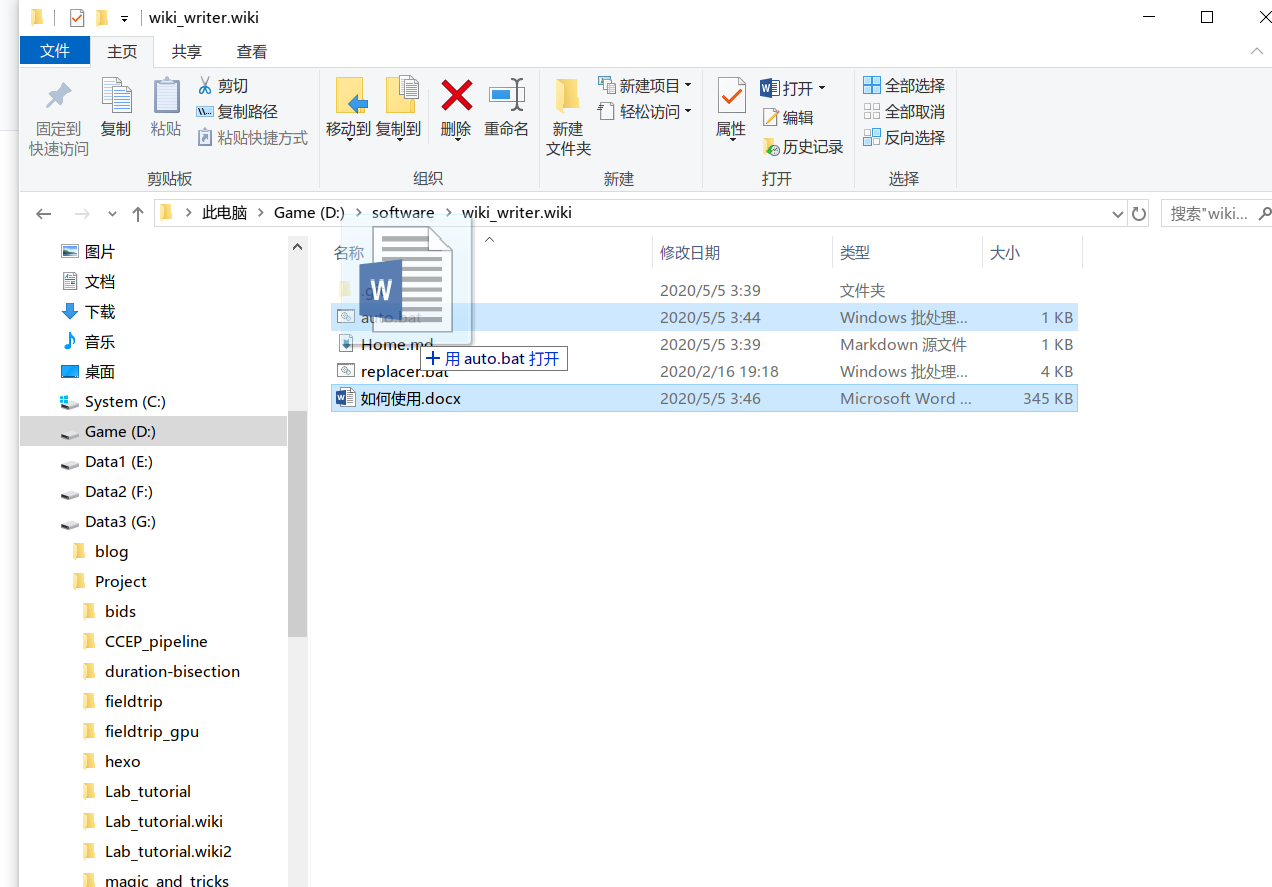 wiki_writer.wiki
文件 主页 共享 查看
固定到快速访问
复制
粘贴
剪切
复制路径
粘贴快捷方式
剪贴板
移动到 复制到 删除 重命名
组织
新建文件夹
新建项目
轻松访问
新建
属性
打开
编辑
历史记录
打开
全部选择
全部取消
反向选择
选择
此电脑 > Game (D:) > software > wiki_writer.wiki
搜索"wiki...
名称 修改日期 类型 大小
.g 2020/5/5 3:39 文件夹
auto.bat 2020/5/5 3:44 Windows 批处理... 1 KB
Home.md 2020/5/5 3:39 Markdown 源文件 1 KB
replacer.bat 2020/2/16 19:18 Windows 批处理... 4 KB
如何使用.docx 2020/5/5 3:46 Microsoft Word ... 345 KB
W
+ 用 auto.bat 打开
图片
文档
下载
音乐
桌面
System (C:)
Game (D:)
Data1 (E:)
Data2 (F:)
Data3 (G:)
blog
Project
bids
CCEP_pipeline
duration-bisection
fieldtrip
fieldtrip_gpu
hexo
Lab_tutorial
Lab_tutorial.wiki
Lab_tutorial.wiki2
magic_and_tricks